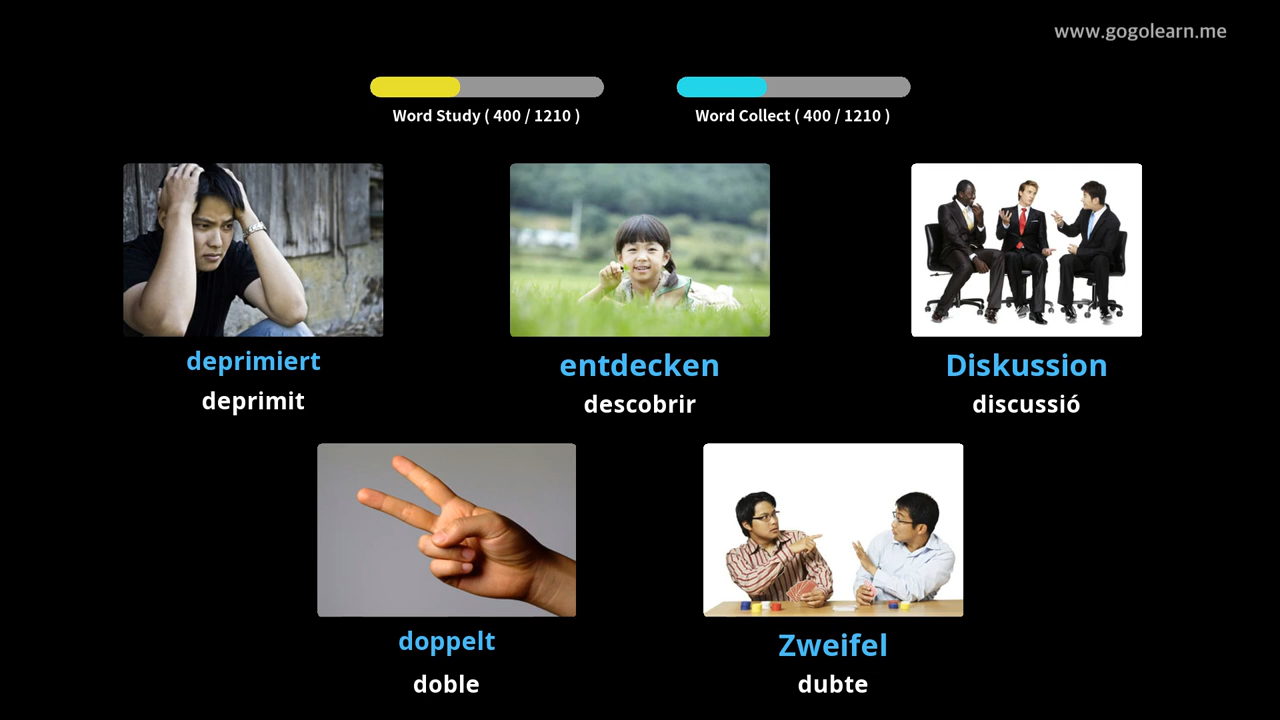 www.gogolearn.me
Word Study ( 400 / 1210 )
Word Collect ( 400 / 1210 )
deprimiert
deprimit
entdecken
descobrir
Diskussion
discussió
doppelt
doble
Zweifel
dubte